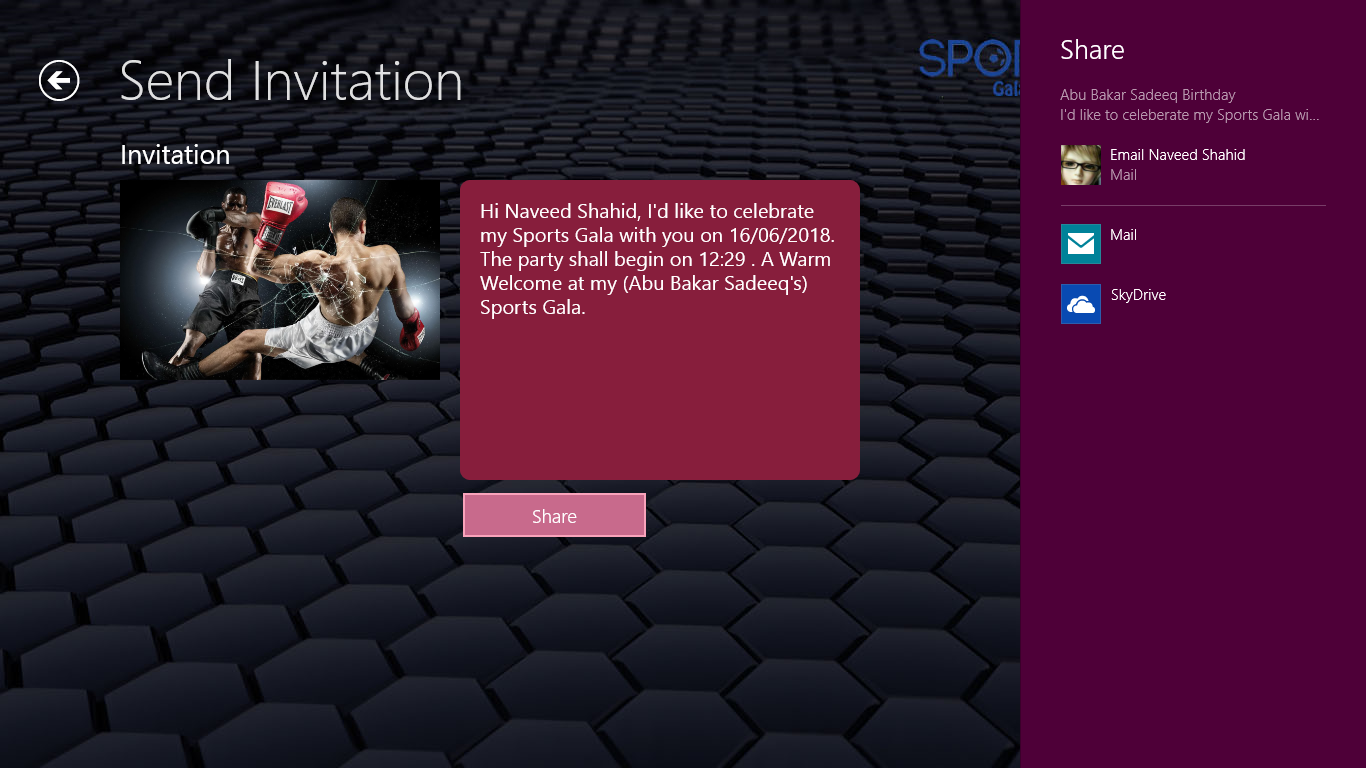 Send Invitation
Invitation
EVERLAST
Hi Naveed Shahid, I'd like to celebrate
my Sports Gala with you on 16/06/2018.
The party shall begin on 12:29 . A Warm
Welcome at my (Abu Bakar Sadeeq's)
Sports Gala.
Share
SPO
Gala
Share
Abu Bakar Sadeeq Birthday
I'd like to celeberate my Sports Gala wi...
Email Naveed Shahid
Mail
Mail
SkyDrive